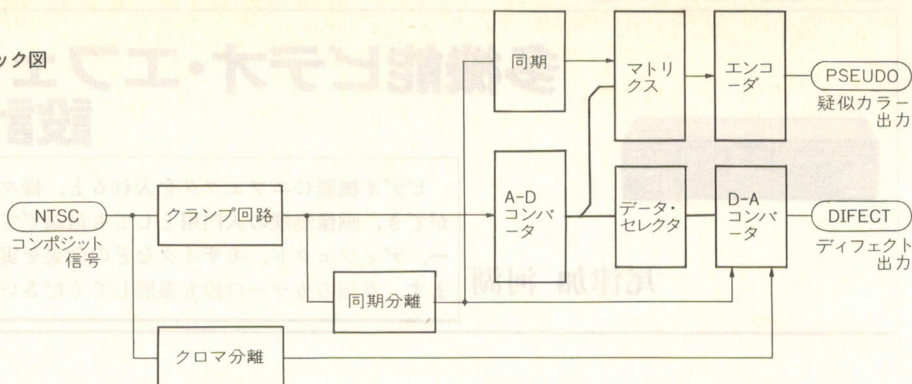 ック図
同期
マトリ
クス
エンコ
ーダ
PSEUDO
疑似カラー
出力
NTSC
コンポジット
信号
クランプ回路
A-D
コンバ
ータ
データ・
セレクタ
D-A
コンバ
ータ
DIFECT
ディフェクト
出力
同期分離
クロマ分離
多機能ビデオ・エフェ
設計